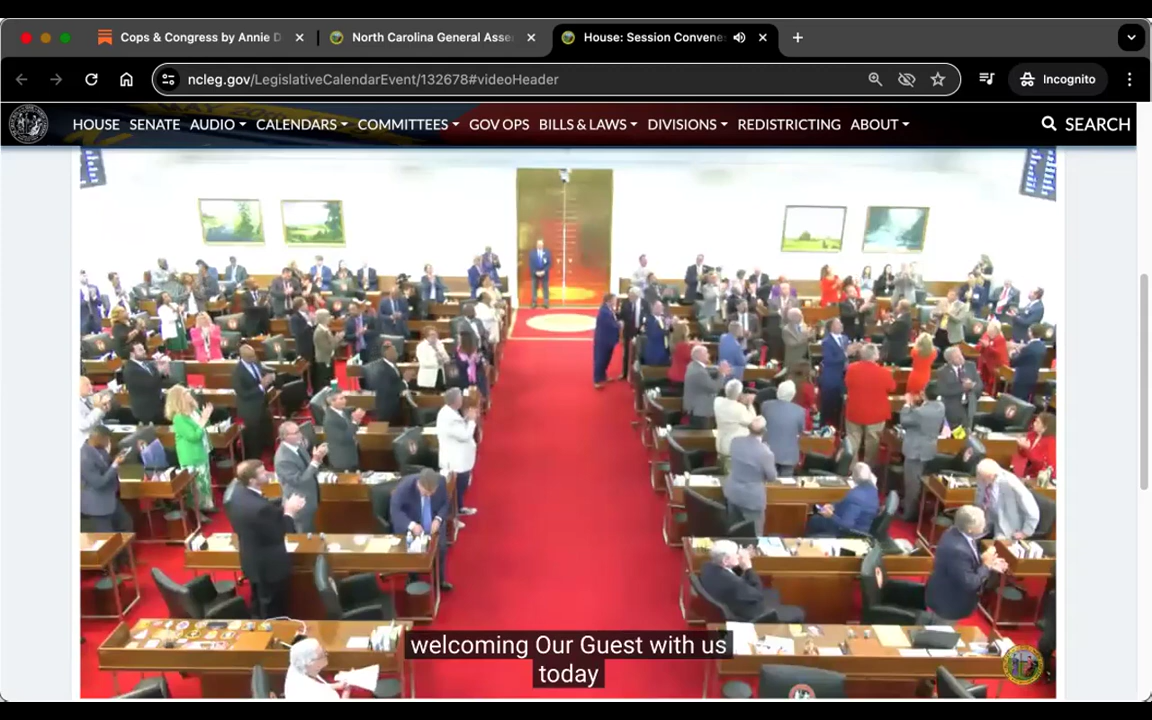 Cops & Congress by Annie D
North Carolina General Asse
House: Session Convene
ncleg.gov/LegislativeCalendarEvent/132678#videoHeader
Incognito
HOUSE SENATE AUDIO CALENDARS COMMITTEES GOV OPS BILLS & LAWS DIVISIONS REDISTRICTING ABOUT
SEARCH
welcoming Our Guest with us
today